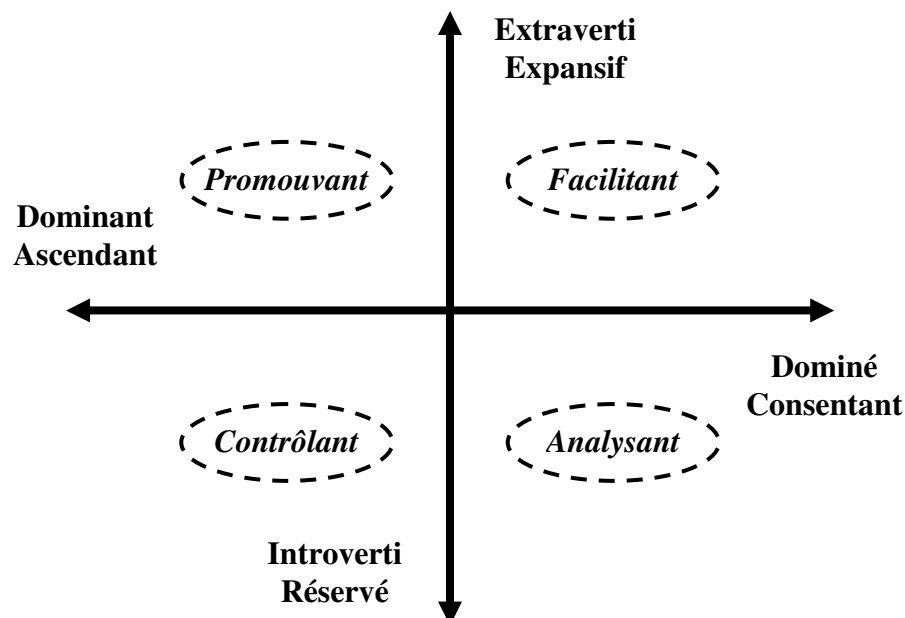 Extraverti
Expansif
Promouvant
Facilitant
Dominant
Ascendant
Dominé
Consentant
Contrôlant
Analysant
Introverti
Réservé